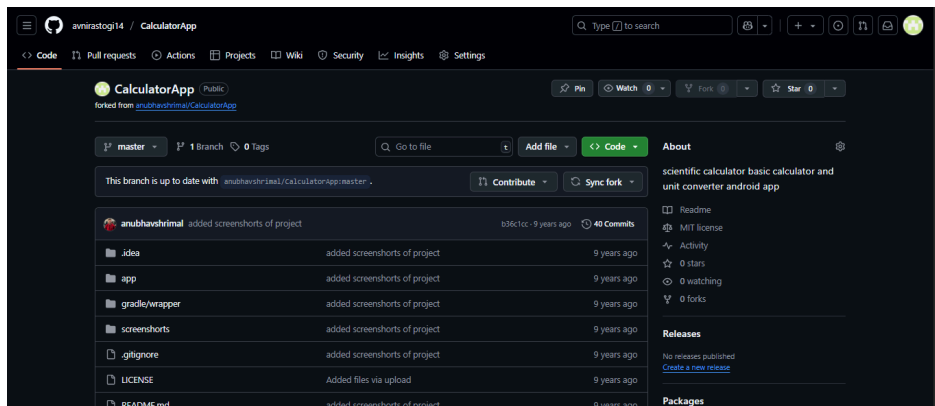 avnirastogi14 / CalculatorApp
Type / to search
Code Pull requests Actions Projects Wiki Security Insights Settings
CalculatorApp Public
Pin Watch 0 Fork 0 Star 0
forked from anubhavshrimal/CalculatorApp
master 1 Branch 0 Tags Go to file t Add file Code
This branch is up to date with anubhavshrimal/CalculatorApp:master . Contribute Sync fork
anubhavshrimal added screenshorts of project b36c1cc · 9 years ago 40 Commits
.idea added screenshorts of project 9 years ago
app added screenshorts of project 9 years ago
gradle/wrapper added screenshorts of project 9 years ago
screenshorts added screenshorts of project 9 years ago
.gitignore added screenshorts of project 9 years ago
LICENSE Added files via upload 9 years ago
README.md added screenshorts of project 9 years ago
About
scientific calculator basic calculator and
unit converter android app
Readme
MIT license
Activity
0 stars
0 watching
0 forks
Releases
No releases published
Create a new release
Packages